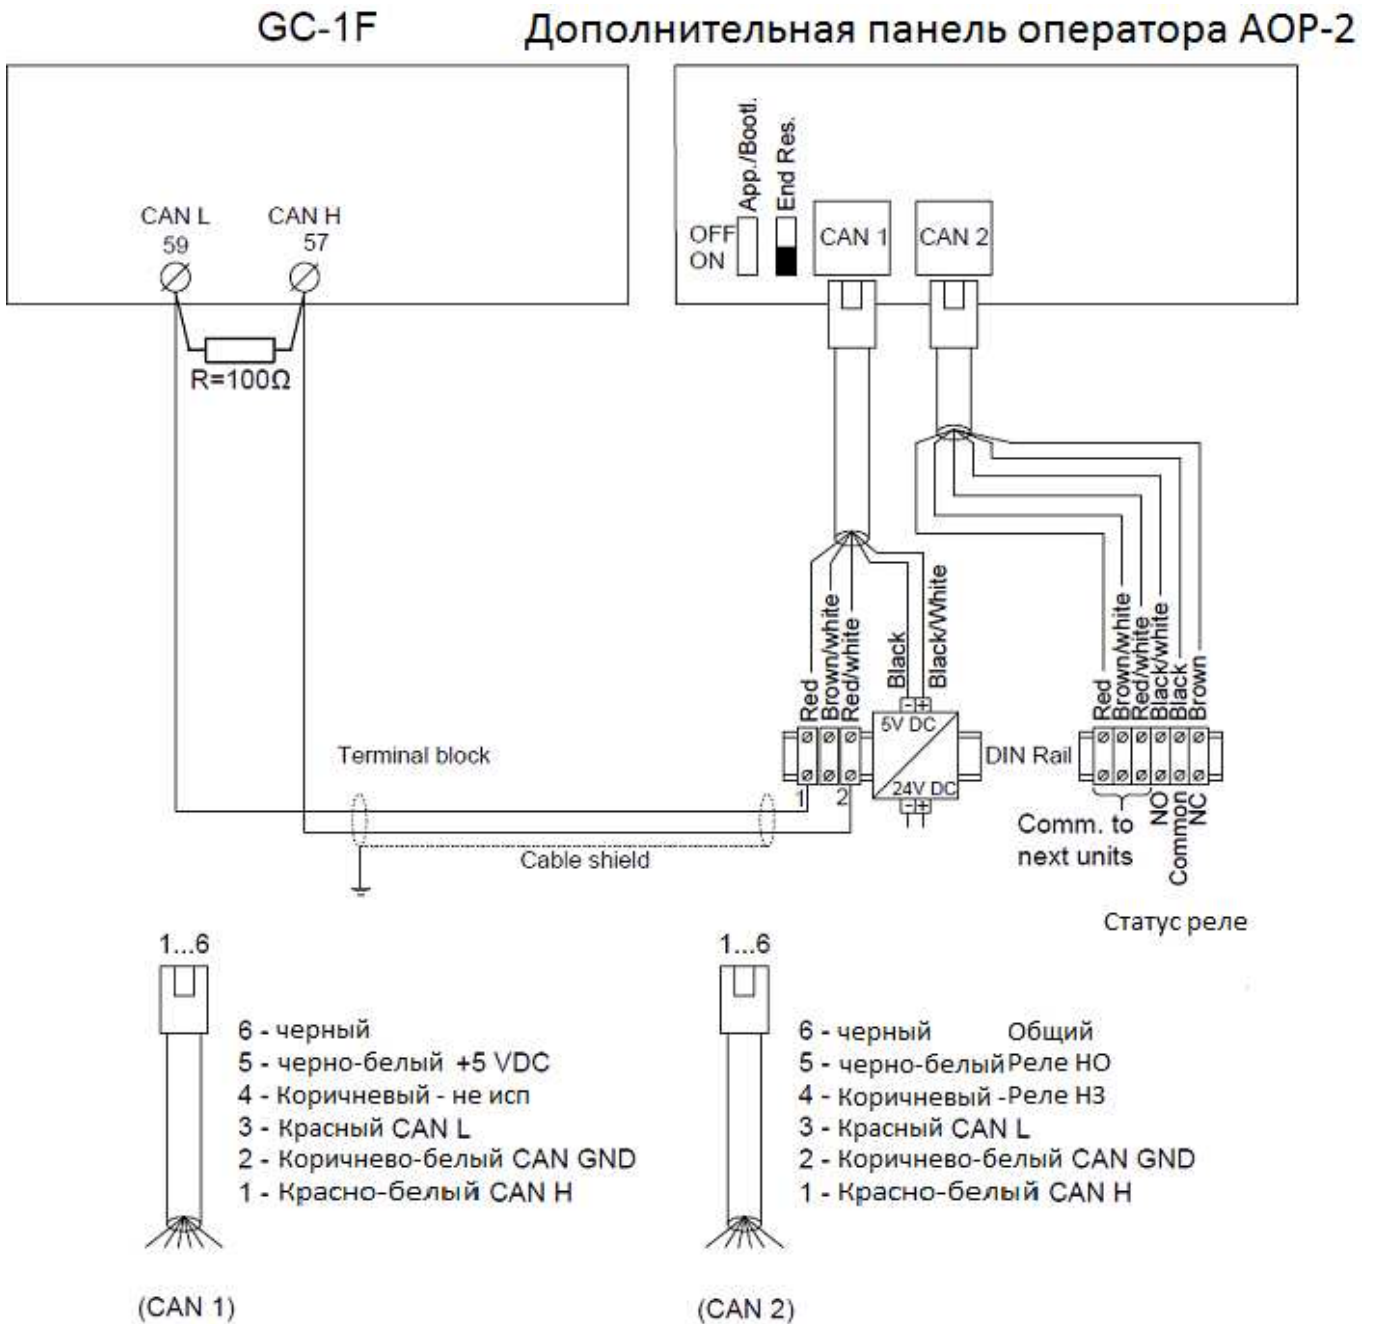 GC-1F
Дополнительная панель оператора AOP-2
App./Bootl.
End Res.
CAN L
59
CAN H
57
OFF
ON
CAN 1
CAN 2
R=100Ω
Red
Brown/white
Red/white
Black
Black/White
Red
Brown/white
Red/white
Black/white
Black
Brown
- +
5V DC
24V DC
- +
Terminal block
DIN Rail
1
2
Comm. to
next units
NO
Common
NC
Cable shield
Статус реле
1...6
6 - черный
5 - черно-белый +5 VDC
4 - Коричневый - не исп
3 - Красный CAN L
2 - Коричнево-белый CAN GND
1 - Красно-белый CAN H
(CAN 1)
1...6
6 - черный Общий
5 - черно-белый Реле НО
4 - Коричневый -Реле НЗ
3 - Красный CAN L
2 - Коричнево-белый CAN GND
1 - Красно-белый CAN H
(CAN 2)